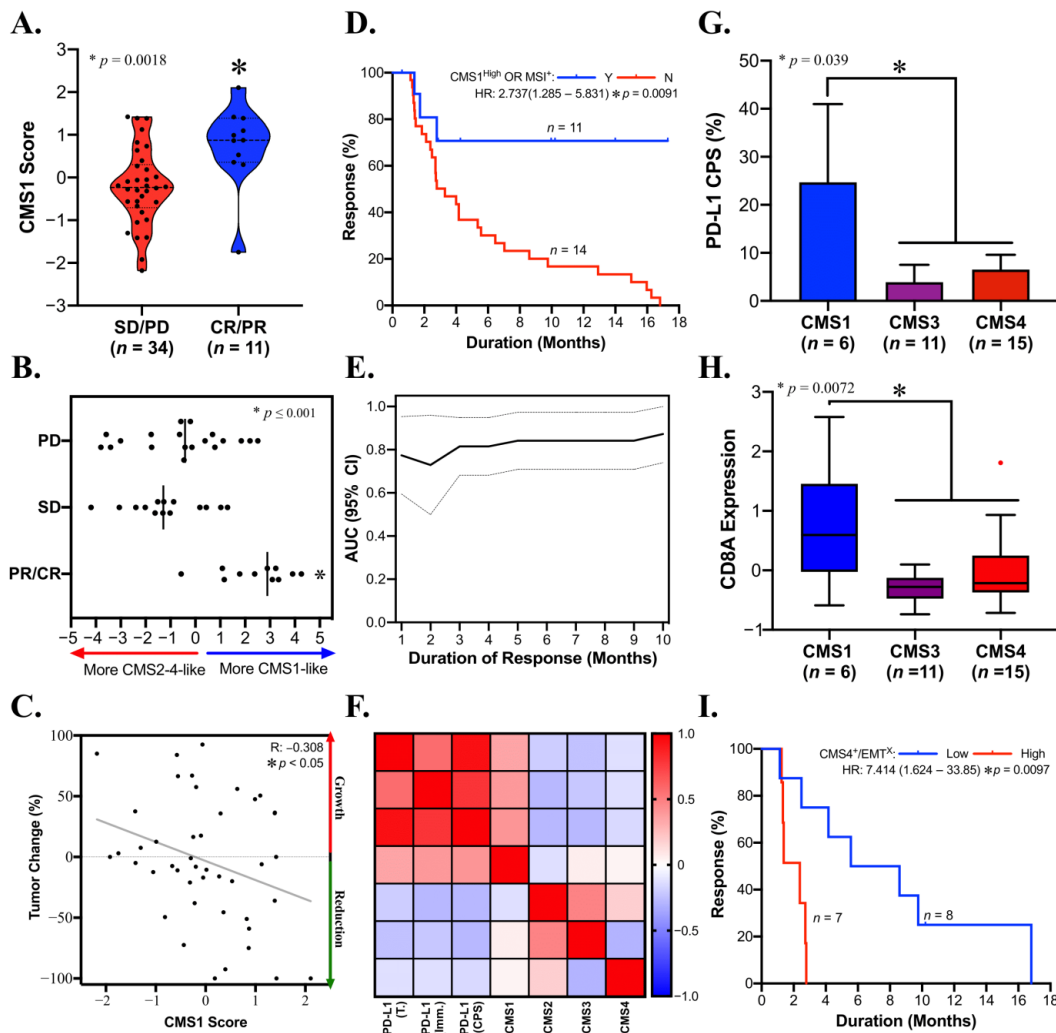 A.
* p = 0.0018
*
CMS1 Score
3
2
1
0
−1
−2
−3
SD/PD
(n = 34)
CR/PR
(n = 11)
B.
* p ≤ 0.001
PD
SD
PR/CR
*
−5 −4 −3 −2 −1 0 1 2 3 4 5
More CMS2-4-like
More CMS1-like
C.
R: −0.308
* p < 0.05
Tumor Change (%)
100
50
0
−50
−100
Growth
Reduction
−2 −1 0 1 2
CMS1 Score
D.
CMS1High OR MSI+: Y N
HR: 2.737(1.285 – 5.831) * p = 0.0091
n = 11
n = 14
Response (%)
100
80
60
40
20
0
0 2 4 6 8 10 12 14 16 18
Duration (Months)
E.
AUC (95% CI)
1.0
0.8
0.6
0.4
0.2
0.0
1 2 3 4 5 6 7 8 9 10
Duration of Response (Months)
F.
1.0
0.5
0
−0.5
−1.0
PD-L1
(T.)
PD-L1
Imm.)
PD-L1
(CPS)
CMS1
CMS2
CMS3
CMS4
G.
* p = 0.039
*
PD-L1 CPS (%)
50
40
30
20
10
0
CMS1
(n = 6)
CMS3
(n = 11)
CMS4
(n = 15)
H.
* p = 0.0072
*
CD8A Expression
3
2
1
0
−1
CMS1
(n = 6)
CMS3
(n = 11)
CMS4
(n =15)
I.
CMS4+/EMTX: Low High
HR: 7.414 (1.624 – 33.85) *p = 0.0097
n = 7
n = 8
Response (%)
100
80
60
40
20
0
0 2 4 6 8 10 12 14 16 18
Duration (Months)